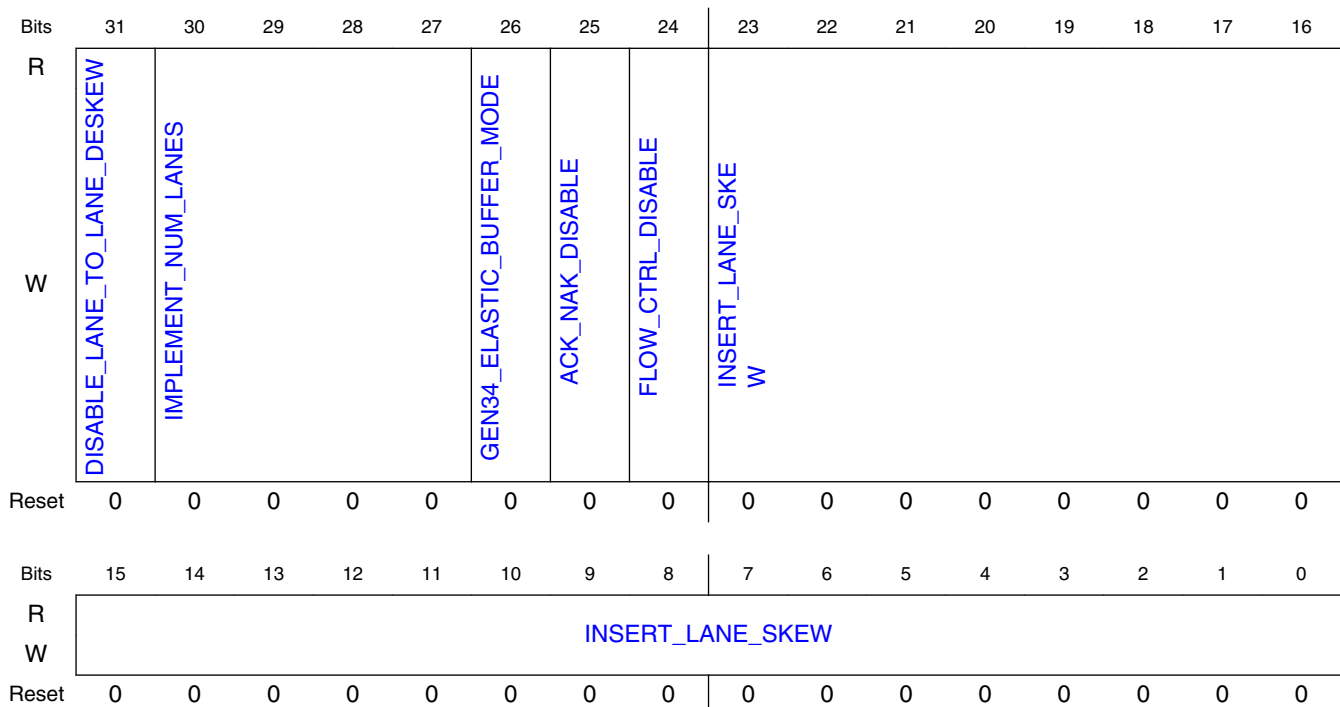 Bits 31 30 29 28 27 26 25 24 23 22 21 20 19 18 17 16
R
W
DISABLE_LANE_TO_LANE_DESKEW
IMPLEMENT_NUM_LANES
GEN34_ELASTIC_BUFFER_MODE
ACK_NAK_DISABLE
FLOW_CTRL_DISABLE
INSERT_LANE_SKE
W
Reset 0 0 0 0 0 0 0 0 0 0 0 0 0 0 0 0
Bits 15 14 13 12 11 10 9 8 7 6 5 4 3 2 1 0
R
W
INSERT_LANE_SKEW
Reset 0 0 0 0 0 0 0 0 0 0 0 0 0 0 0 0